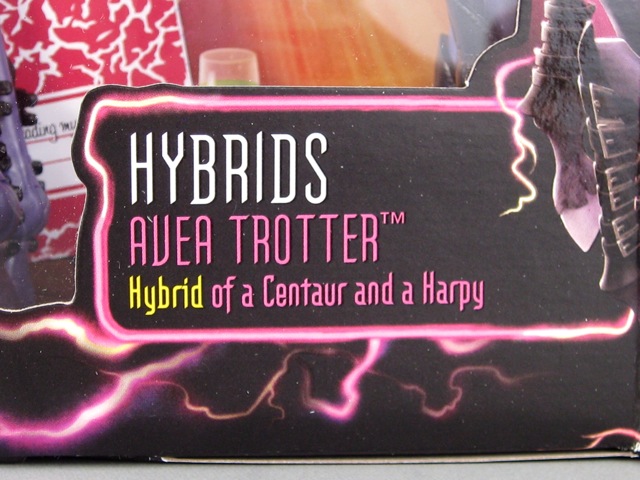 HYBRIDS
AVEA TROTTER™
Hybrid of a Centaur and a Harpy